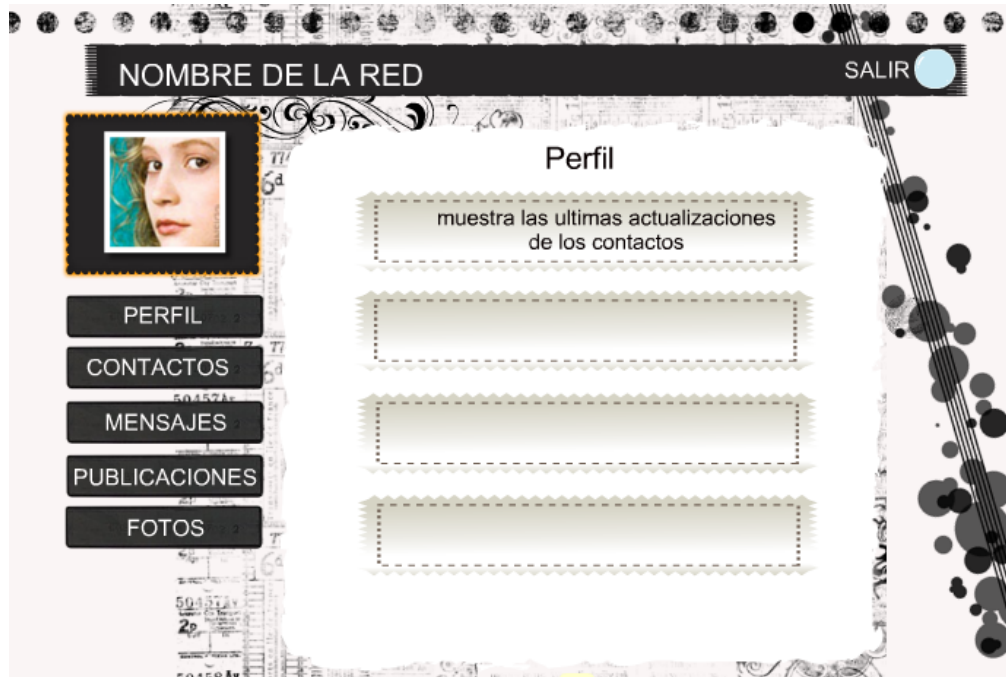 NOMBRE DE LA RED
SALIR
Perfil
muestra las ultimas actualizaciones
de los contactos
PERFIL
CONTACTOS
MENSAJES
PUBLICACIONES
FOTOS